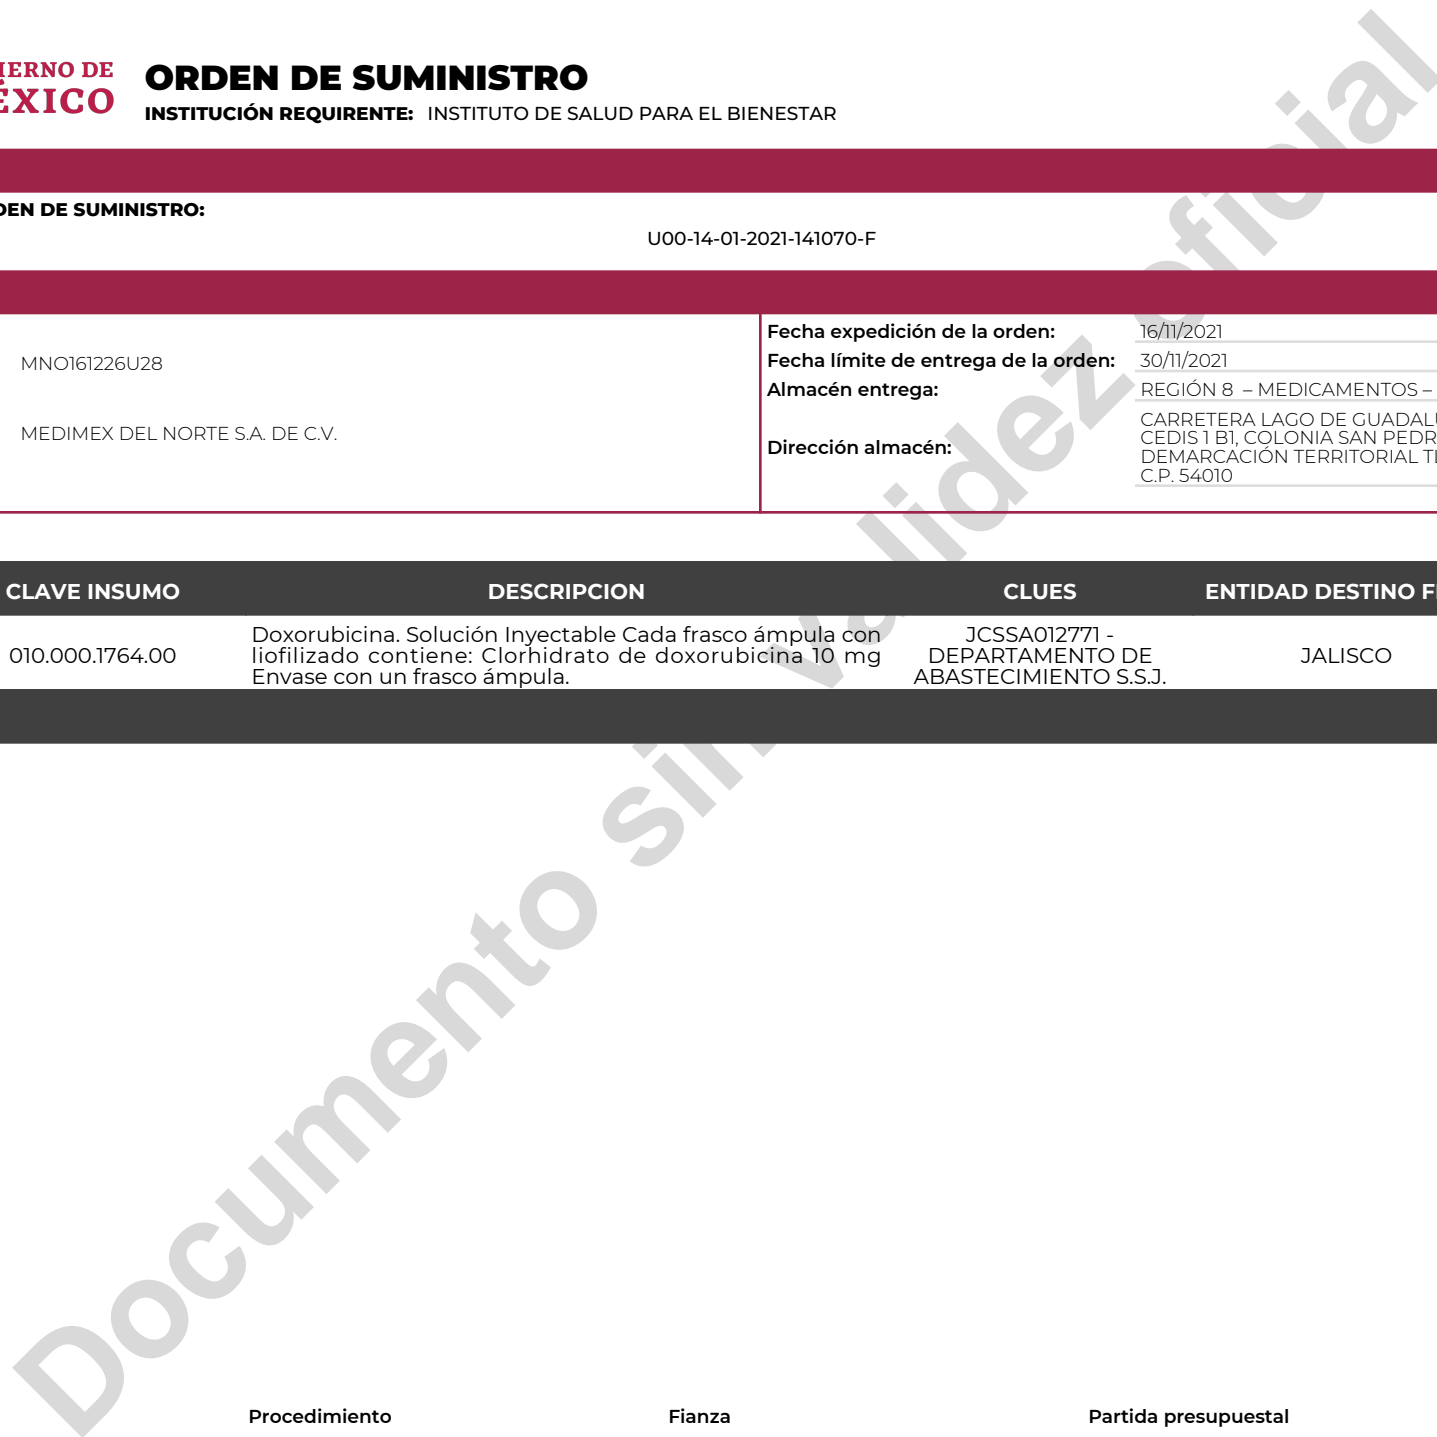 IERNO DE
ÉXICO
ORDEN DE SUMINISTRO
INSTITUCIÓN REQUIRENTE: INSTITUTO DE SALUD PARA EL BIENESTAR
DEN DE SUMINISTRO:
U00-14-01-2021-141070-F
MNO161226U28
MEDIMEX DEL NORTE S.A. DE C.V.
Fecha expedición de la orden: 16/11/2021
Fecha límite de entrega de la orden: 30/11/2021
Almacén entrega: REGIÓN 8 – MEDICAMENTOS –
Dirección almacén:
CARRETERA LAGO DE GUADALU
CEDIS 1 B1, COLONIA SAN PEDR
DEMARCACIÓN TERRITORIAL TL
C.P. 54010
CLAVE INSUMO DESCRIPCION CLUES ENTIDAD DESTINO F
010.000.1764.00
Doxorubicina. Solución Inyectable Cada frasco ámpula con
liofilizado contiene: Clorhidrato de doxorubicina 10 mg
Envase con un frasco ámpula.
JCSSA012771 -
DEPARTAMENTO DE
ABASTECIMIENTO S.S.J.
JALISCO
Documento sin validez oficial
Procedimiento Fianza Partida presupuestal